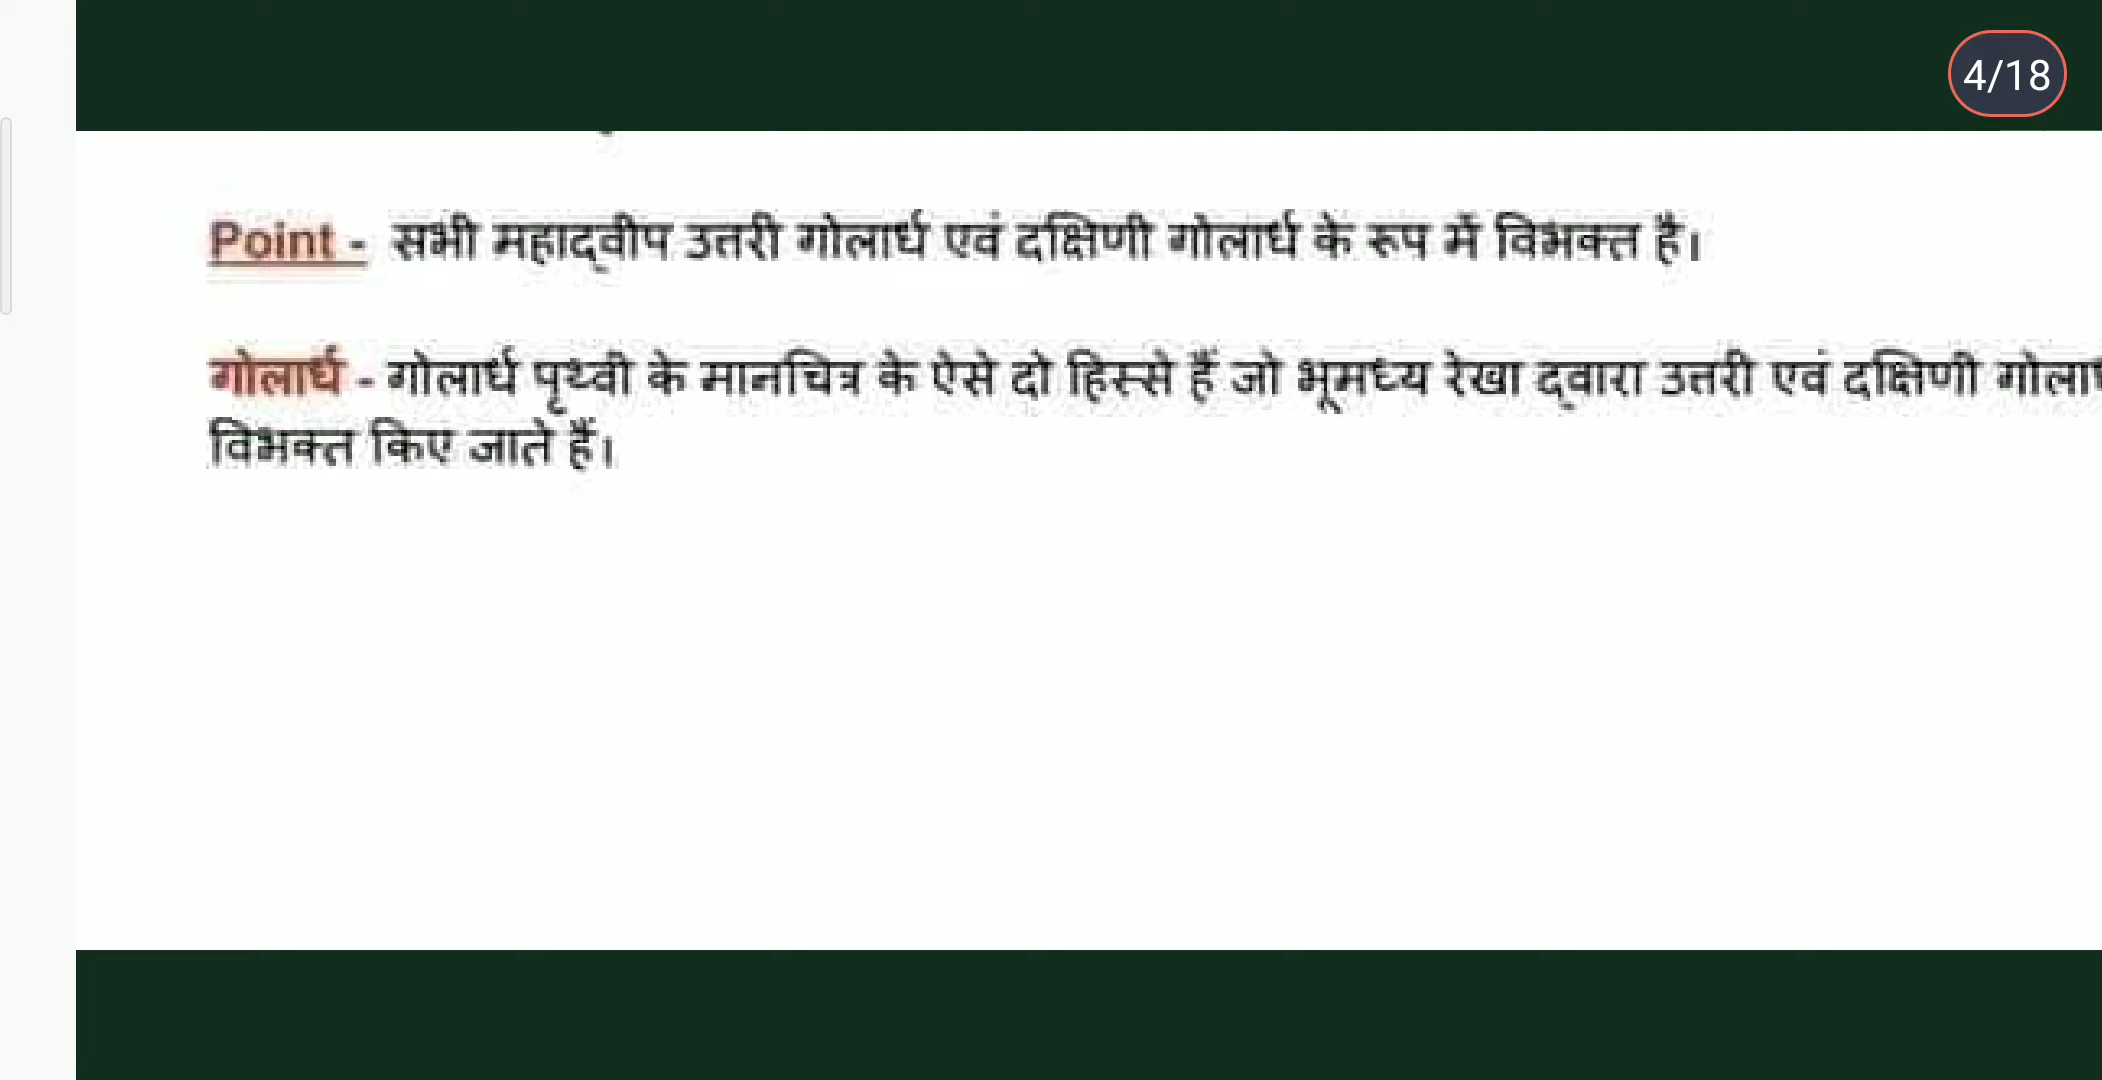 4/18
Point - सभी महाद्वीप उत्तरी गोलार्ध एवं दक्षिणी गोलार्ध के रूप में विभक्त है।
गोलार्ध - गोलार्ध पृथ्वी के मानचित्र के ऐसे दो हिस्से हैं जो भूमध्य रेखा द्वारा उत्तरी एवं दक्षिणी
विभक्त किए जाते हैं।